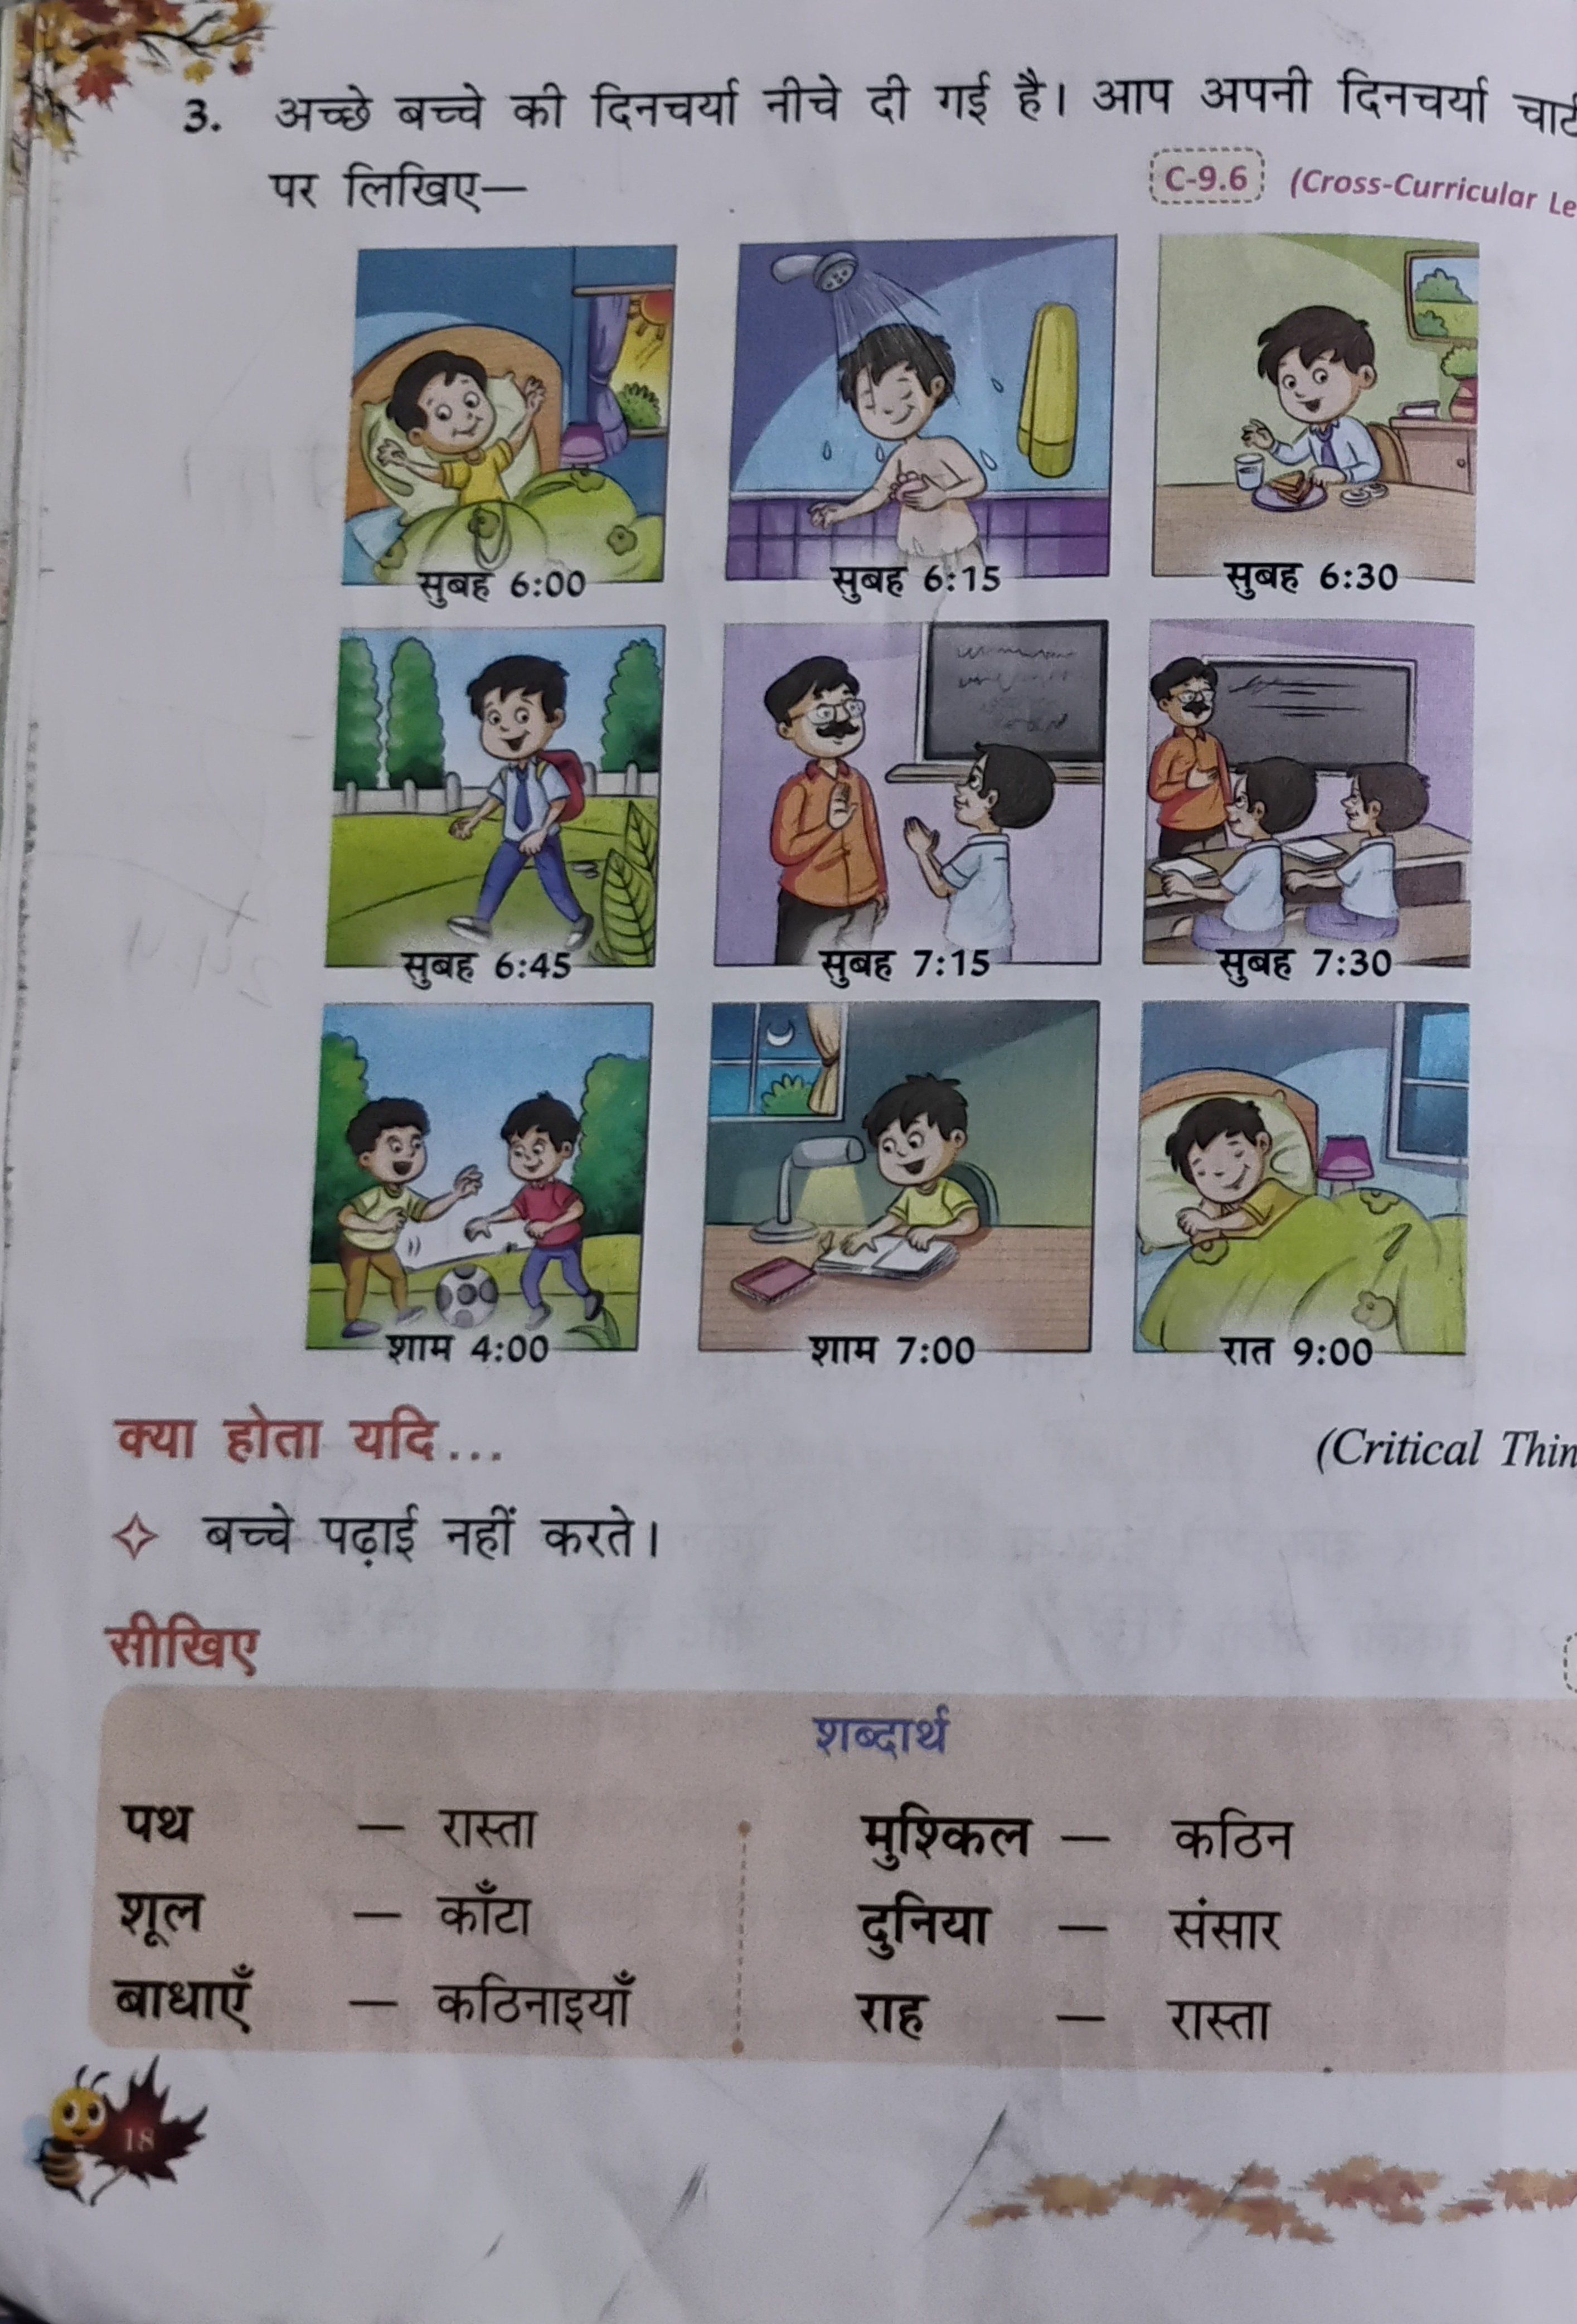 3. अच्छे बच्चे की दिनचर्या नीचे दी गई है। आप अपनी दिनचर्या
पर लिखिए— C-9.6 (Cross-Curricular
सुबह 6:00 सुबह 6:15 सुबह 6:30
सुबह 6:45 सुबह 7:15 सुबह 7:30
शाम 4:00 शाम 7:00 रात 9:00
क्या होता यदि... (Critical
बच्चे पढ़ाई नहीं करते।
सीखिए
शब्दार्थ
पथ — रास्ता मुश्किल — कठिन
शूल — काँटा दुनिया — संसार
बाधाएँ — कठिनाइयाँ राह — रास्ता
18